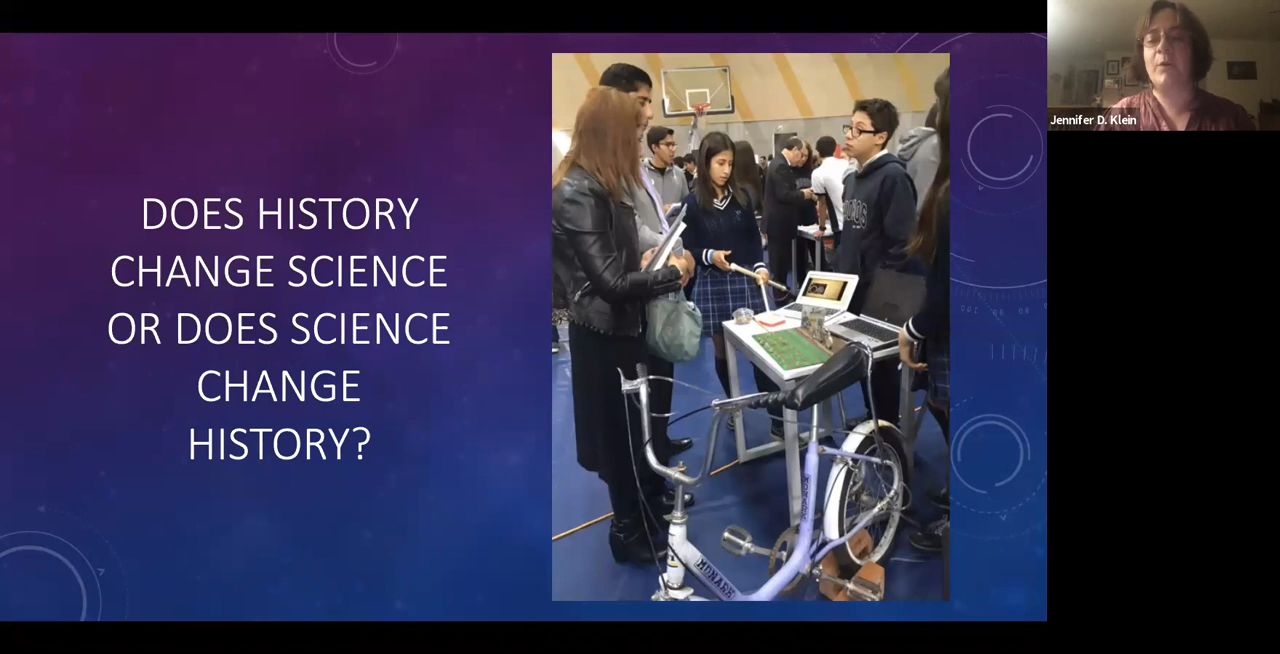 DOES HISTORY
CHANGE SCIENCE
OR DOES SCIENCE
CHANGE
HISTORY?
Jennifer D. Klein
MONARK